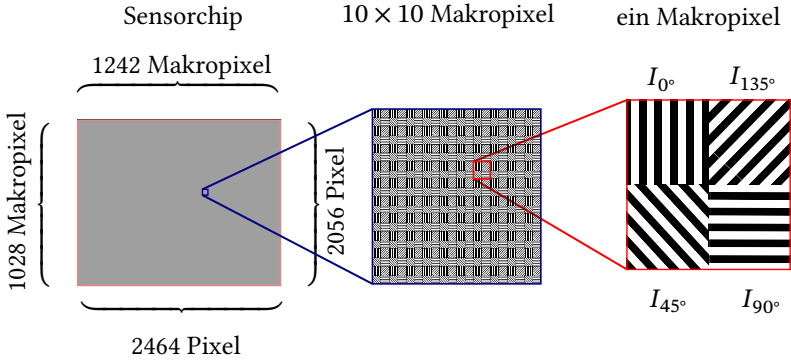 Sensorchip
10 × 10 Makropixel
ein Makropixel
1242 Makropixel
1028 Makropixel
2056 Pixel
2464 Pixel
I0°
I135°
I45°
I90°